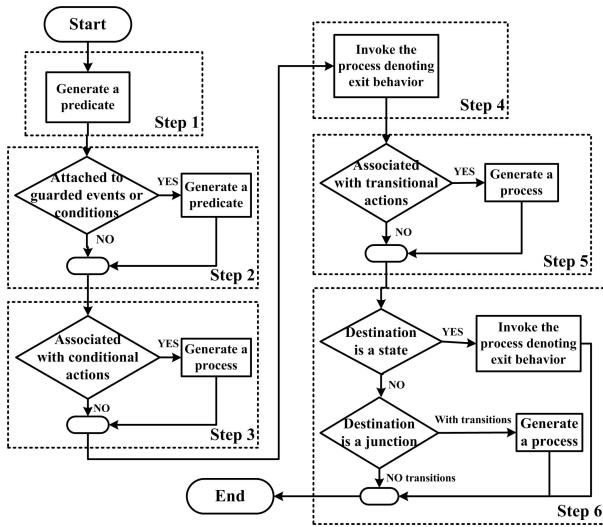 Start
Generate a
predicate
Step 1
Attached to
guarded events or
conditions
YES
Generate a
predicate
NO
Step 2
Associated
with conditional
actions
YES
Generate a
process
NO
Step 3
Invoke the
process denoting
exit behavior
Step 4
Associated
with transitional
actions
YES
Generate a
process
NO
Step 5
Destination
is a state
YES
Invoke the
process denoting
exit behavior
NO
Destination
is a junction
With transitions
Generate
a process
NO transitions
End
Step 6